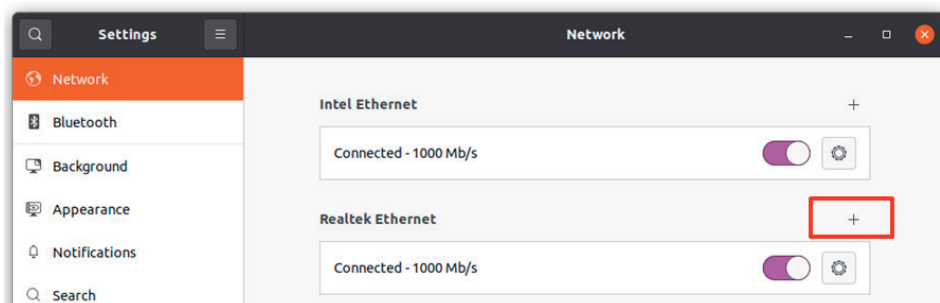 Settings
Network
Network
Bluetooth
Background
Appearance
Notifications
Search
Intel Ethernet
Connected - 1000 Mb/s
Realtek Ethernet
Connected - 1000 Mb/s